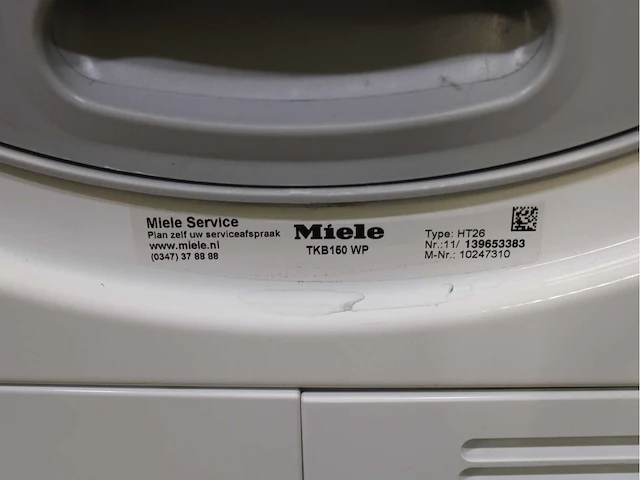 Miele Service
Plan zelf uw serviceafspraak
www.miele.nl
(0347) 37 88 88
Miele
TKB150 WP
Type: HT26
Nr.:11/ 139653383
M-Nr.: 10247310